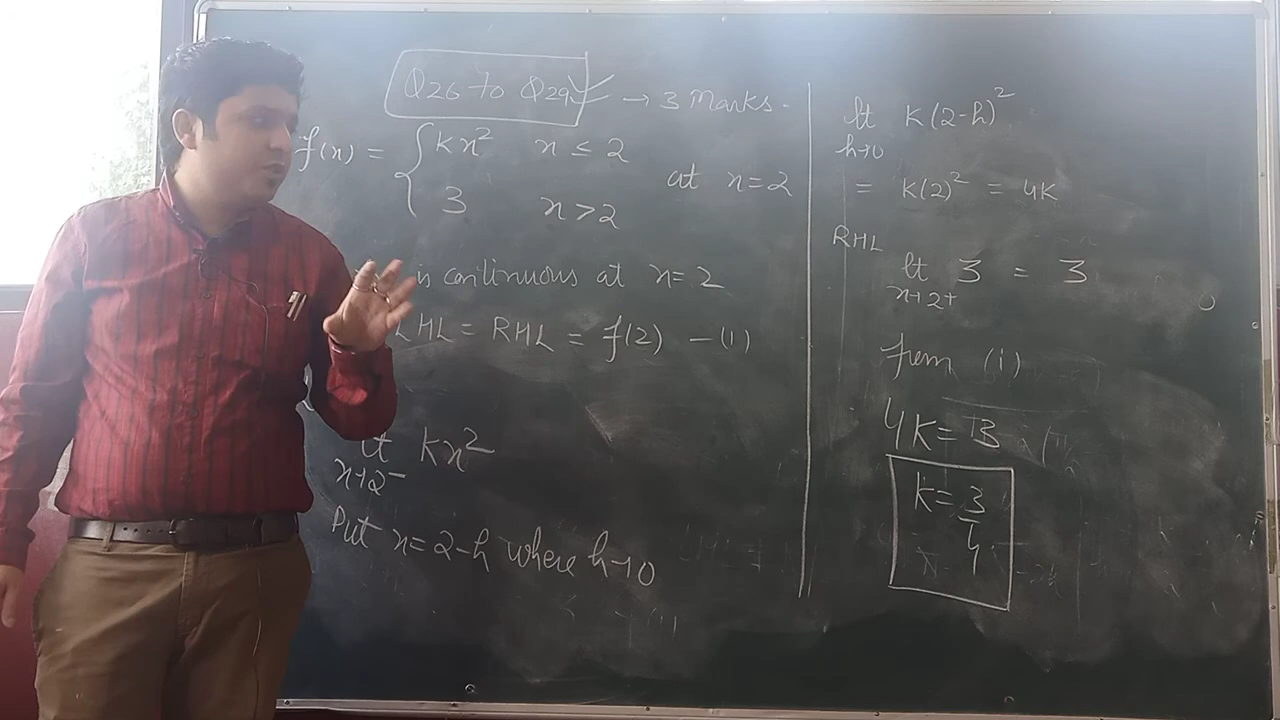 Q26 to Q29 → 3 Marks.
f(x) = { kx² x ≤ 2
3 x > 2
at x = 2
is continuous at x = 2
LHL = RHL = f(2) — (1)
lt kx²
x→2⁻
Put x = 2-h where h→0
lt k(2-h)²
h→0
= k(2)² = 4k
RHL
lt 3 = 3
x→2+
from (i)
4k = 3
k = 3/4